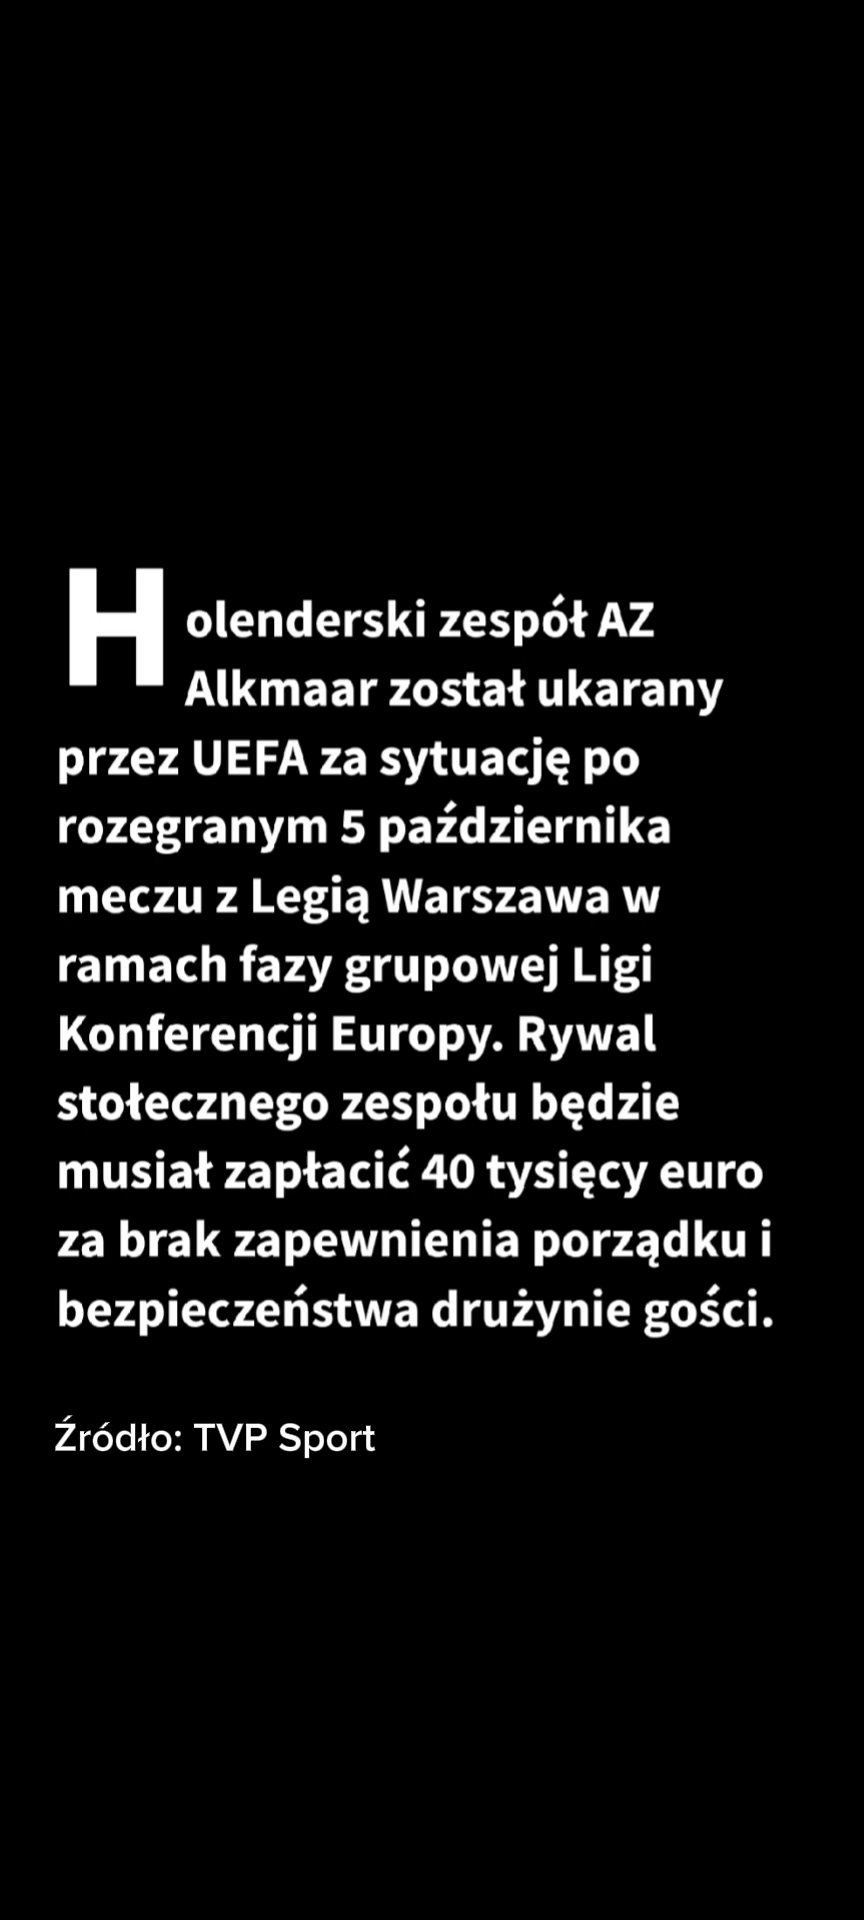 Holenderski zespół AZ
Alkmaar został ukarany
przez UEFA za sytuację po
rozegranym 5 października
meczu z Legią Warszawa w
ramach fazy grupowej Ligi
Konferencji Europy. Rywal
stołecznego zespołu będzie
musiał zapłacić 40 tysięcy euro
za brak zapewnienia porządku i
bezpieczeństwa drużynie gości.
Źródło: TVP Sport